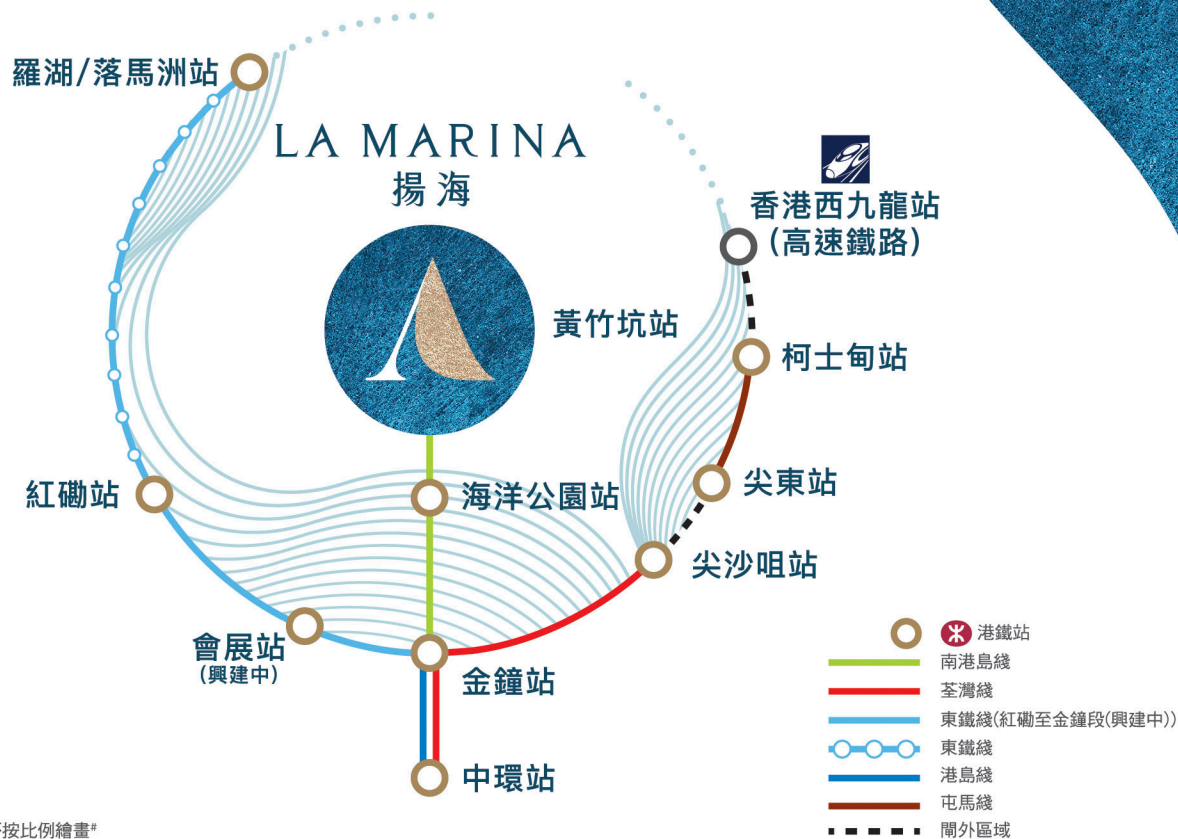 羅湖/落馬洲站
LA MARINA
揚海
香港西九龍站
(高速鐵路)
黃竹坑站
柯士甸站
紅磡站
海洋公園站
尖東站
尖沙咀站
會展站
(興建中)
金鐘站
中環站
港鐵站
南港島綫
荃灣綫
東鐵綫(紅磡至金鐘段(興建中))
東鐵綫
港島綫
屯馬綫
閘外區域
按比例繪畫#